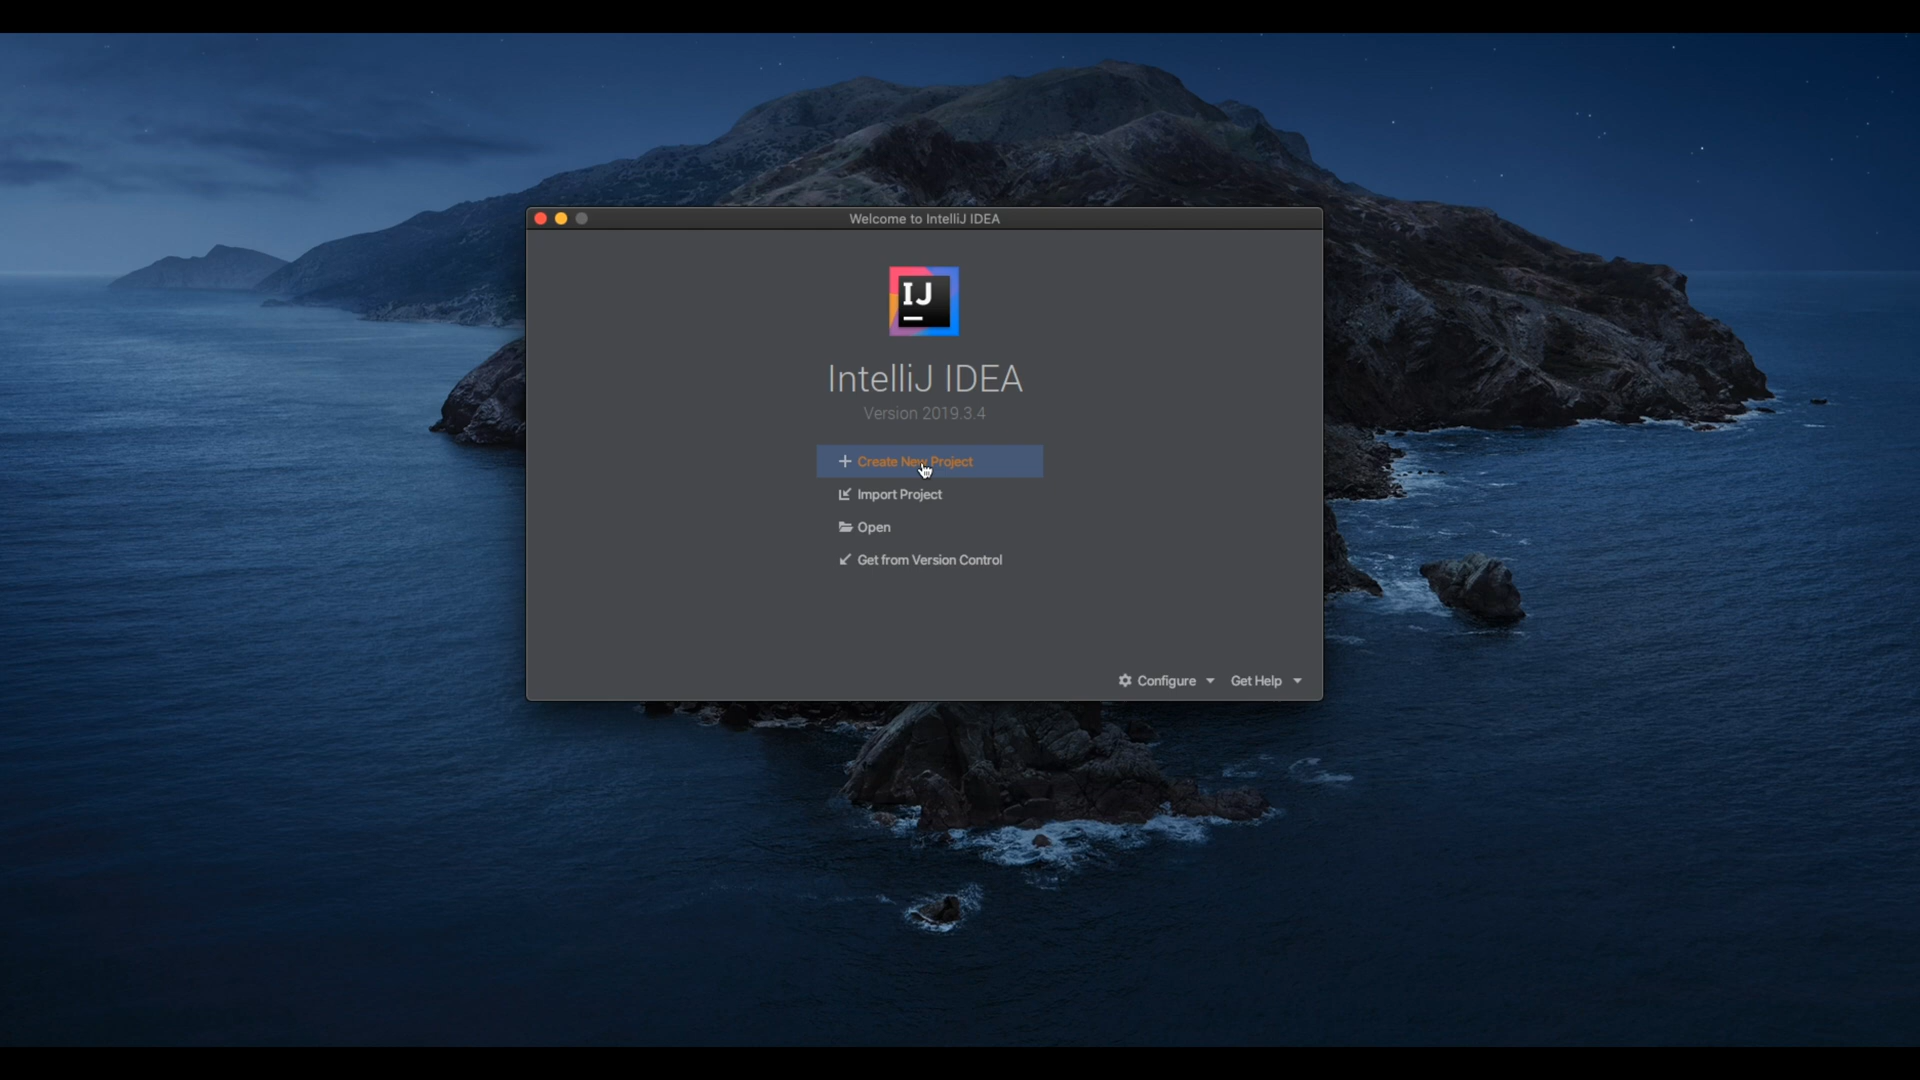 Welcome to IntelliJ IDEA
IJ
IntelliJ IDEA
Version 2019.3.4
Create New Project
Import Project
Open
Get from Version Control
Configure
Get Help